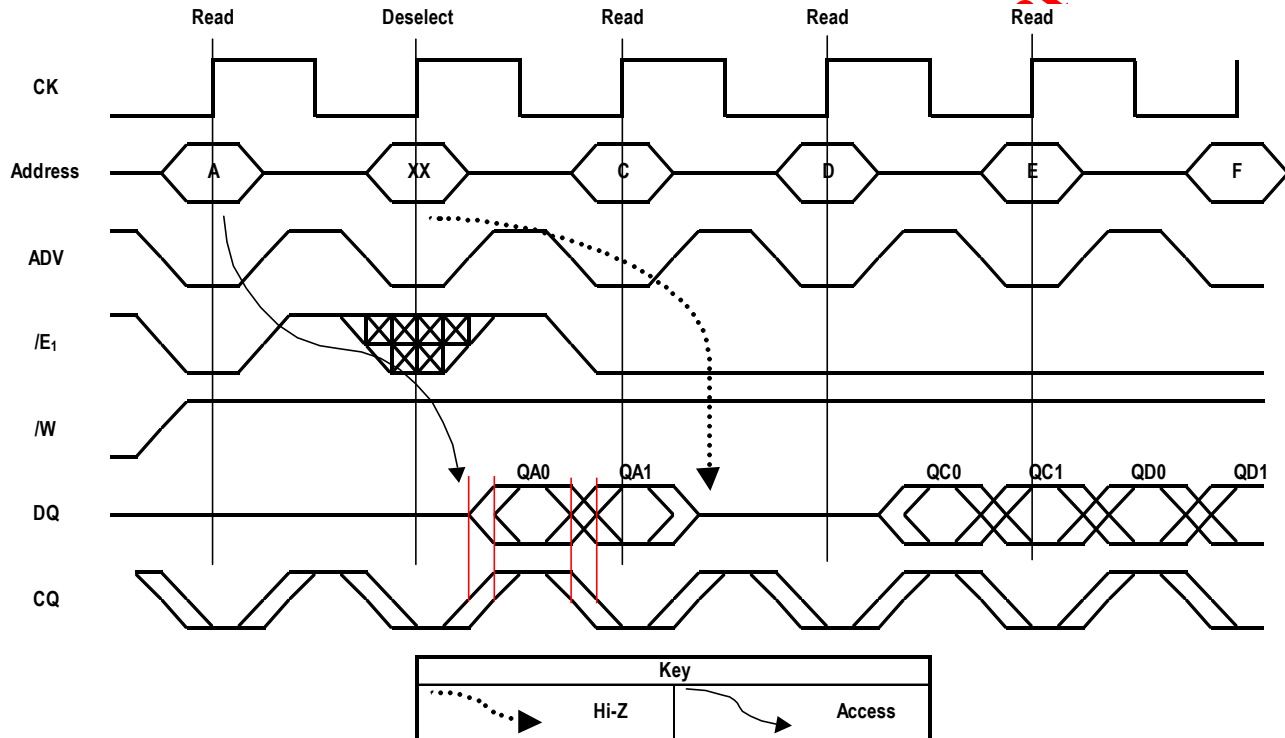 Read Deselect Read Read Read
CK
Address A XX C D E F
ADV
/E1
/W
QA0 QA1 QC0 QC1 QD0 QD1
DQ
CQ
Key
Hi-Z Access